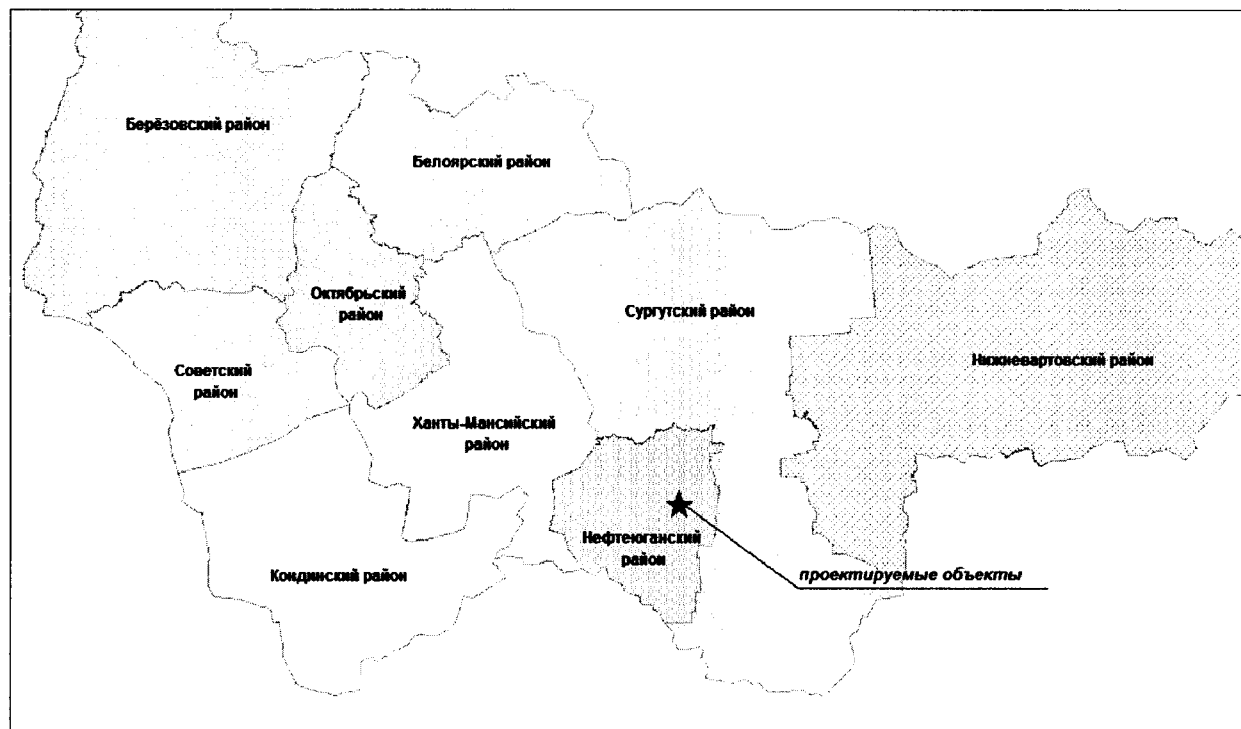 Берёзовский район
Белоярский район
Октябрьский
район
Сургутский район
Нижневартовский район
Советский
район
Ханты-Мансийский
район
Нефтеюганский
район
Кондинский район
проектируемые объекты